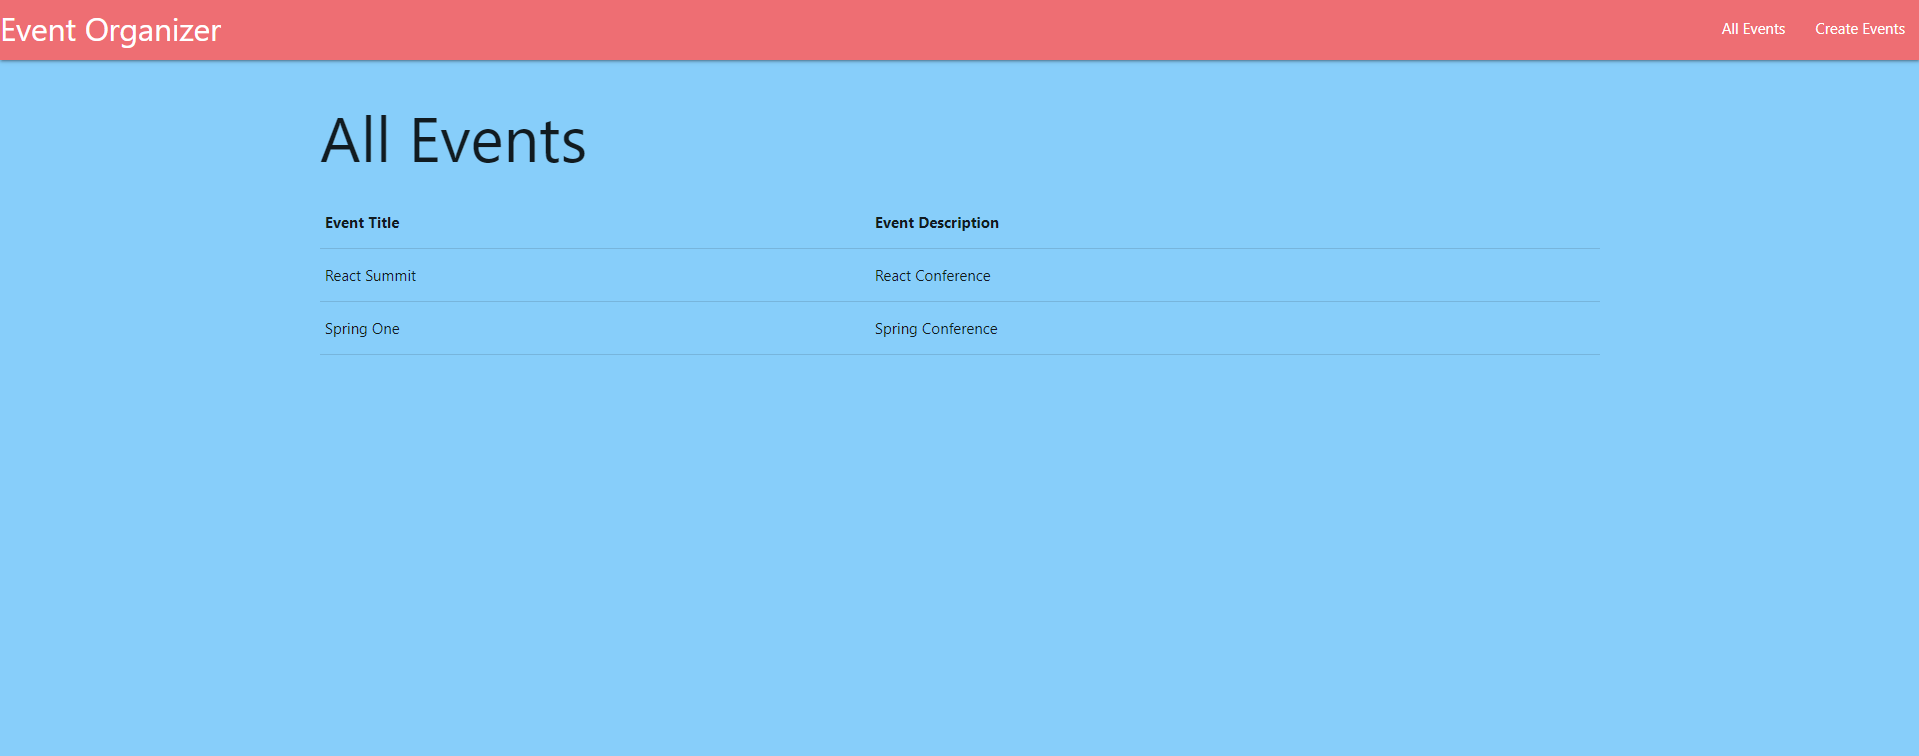 Event Organizer
All Events
Create Events
All Events
Event Title
Event Description
React Summit
React Conference
Spring One
Spring Conference